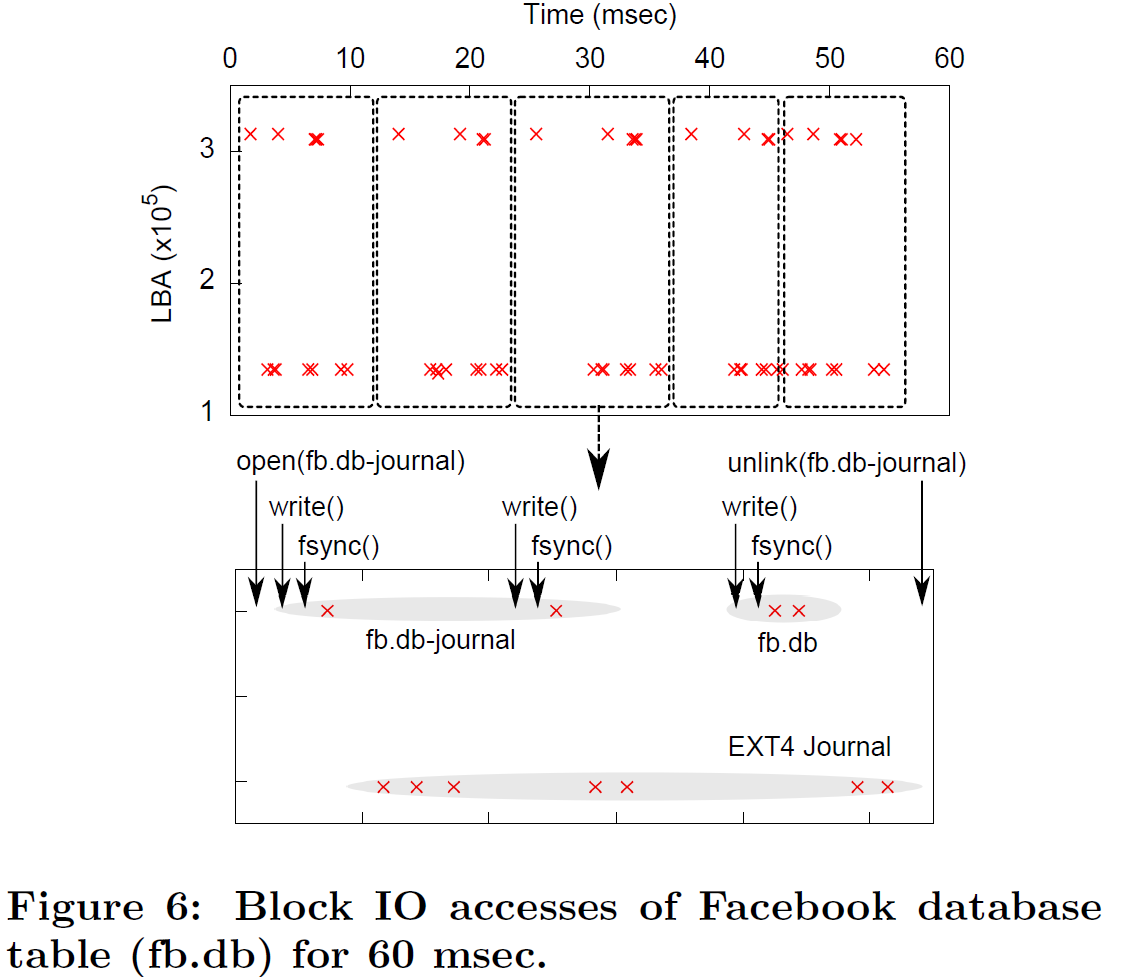 Time (msec)
0 10 20 30 40 50 60
3
2
1
LBA (x10⁵)
open(fb.db-journal) unlink(fb.db-journal)
write() write() write()
fsync() fsync() fsync()
fb.db-journal fb.db
EXT4 Journal
Figure 6: Block IO accesses of Facebook database
table (fb.db) for 60 msec.